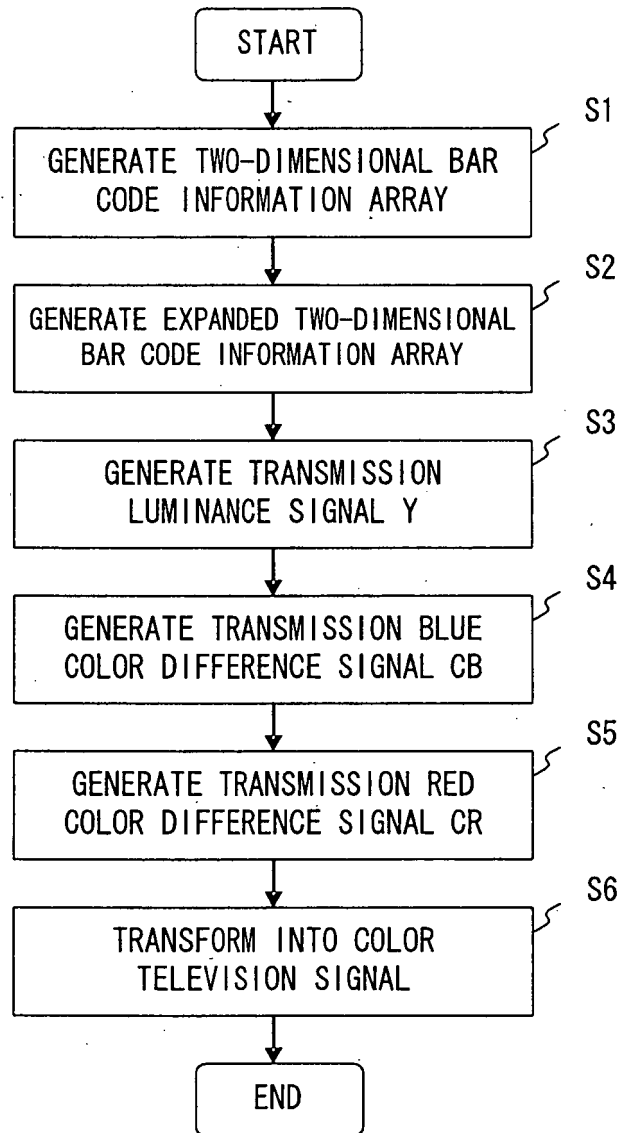 START
S1
GENERATE TWO-DIMENSIONAL BAR
CODE INFORMATION ARRAY
S2
GENERATE EXPANDED TWO-DIMENSIONAL
BAR CODE INFORMATION ARRAY
S3
GENERATE TRANSMISSION
LUMINANCE SIGNAL Y
S4
GENERATE TRANSMISSION BLUE
COLOR DIFFERENCE SIGNAL CB
S5
GENERATE TRANSMISSION RED
COLOR DIFFERENCE SIGNAL CR
S6
TRANSFORM INTO COLOR
TELEVISION SIGNAL
END